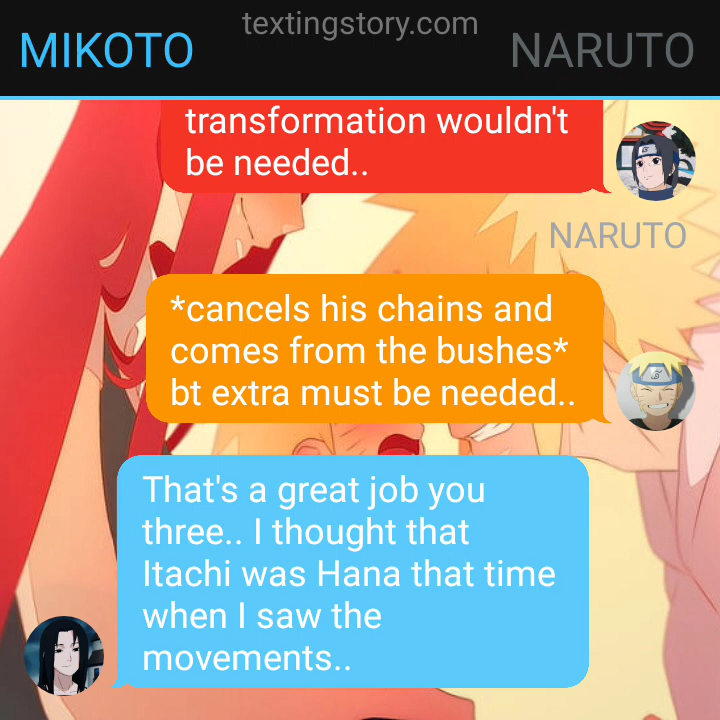 textingstory.com
MIKOTO
NARUTO
transformation wouldn't
be needed..
NARUTO
*cancels his chains and
comes from the bushes*
bt extra must be needed..
That's a great job you
three.. I thought that
Itachi was Hana that time
when I saw the
movements..